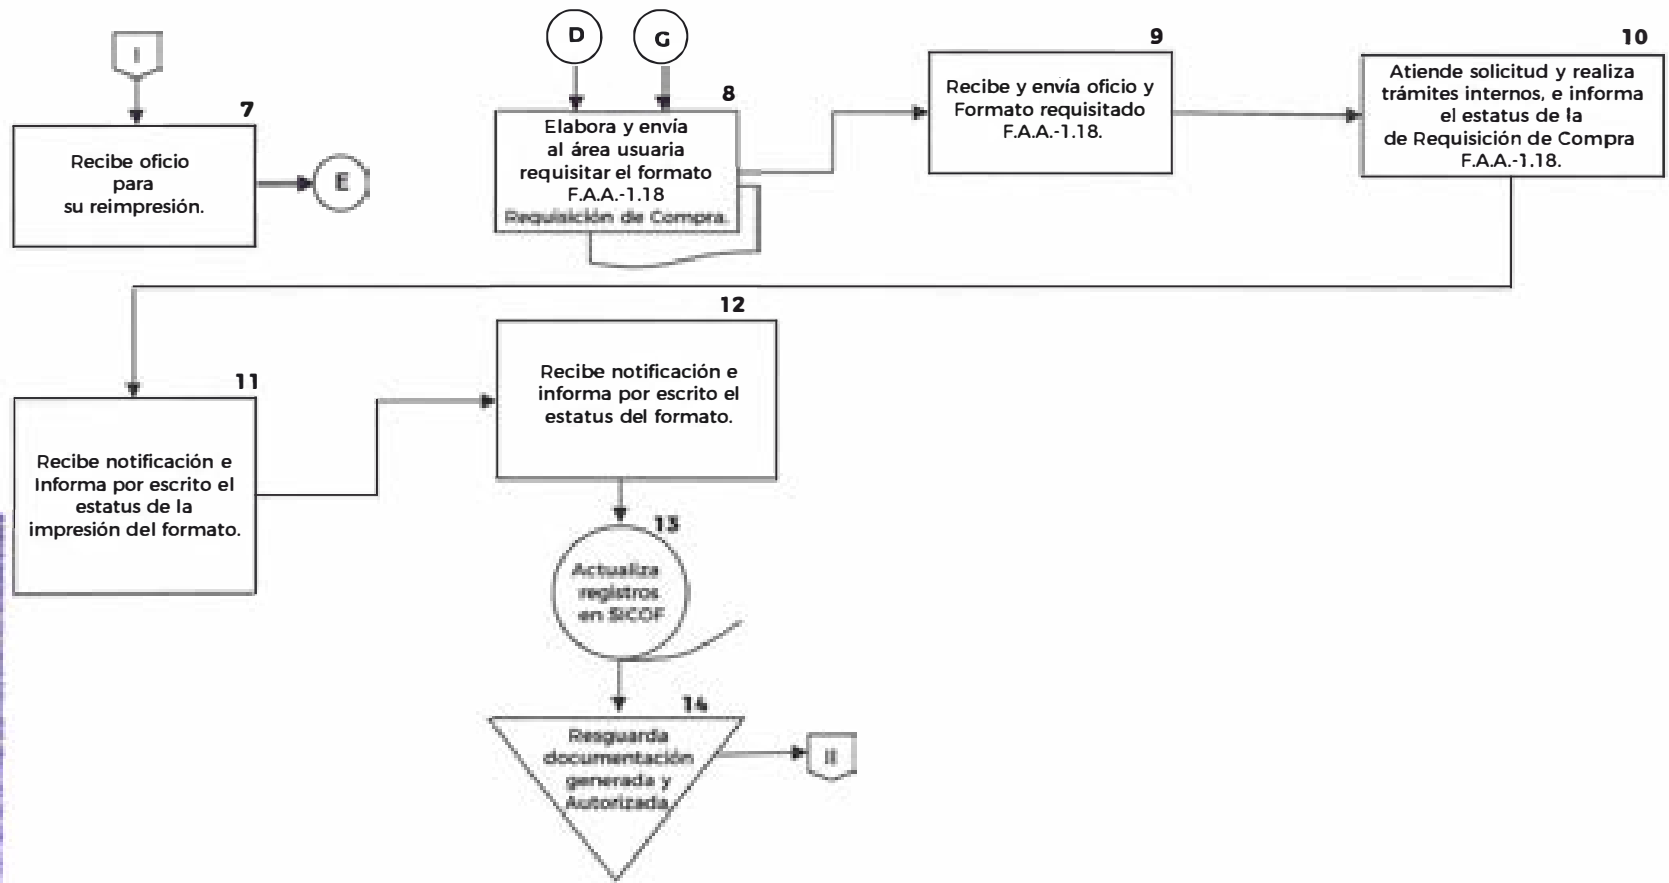 I
7
Recibe oficio
para
su reimpresión.
E
D
G
8
Elabora y envía
al área usuaria
requisitar el formato
F.A.A.-1.18
Requisición de Compra.
9
Recibe y envía oficio y
Formato requisitado
F.A.A.-1.18.
10
Atiende solicitud y realiza
trámites internos, e informa
el estatus de la
de Requisición de Compra
F.A.A.-1.18.
11
Recibe notificación e
Informa por escrito el
estatus de la
impresión del formato.
12
Recibe notificación e
informa por escrito el
estatus del formato.
13
Actualiza
registros
en SICOF
14
Resguarda
documentación
generada y
Autorizada
II